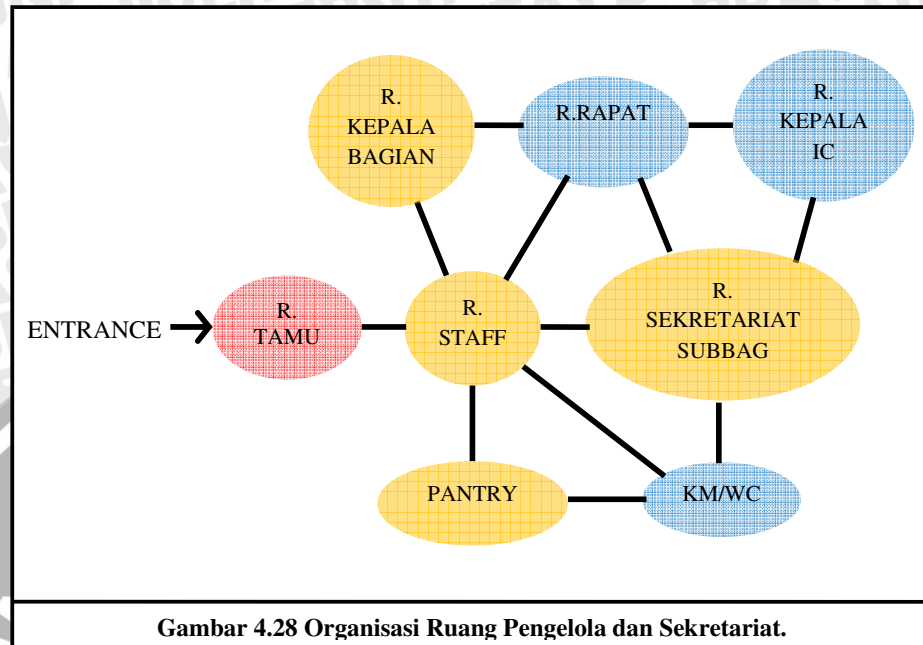 R.
KEPALA
BAGIAN
R.RAPAT
R.
KEPALA
IC
ENTRANCE
R.
TAMU
R.
STAFF
R.
SEKRETARIAT
SUBBAG
PANTRY
KM/WC
Gambar 4.28 Organisasi Ruang Pengelola dan Sekretariat.